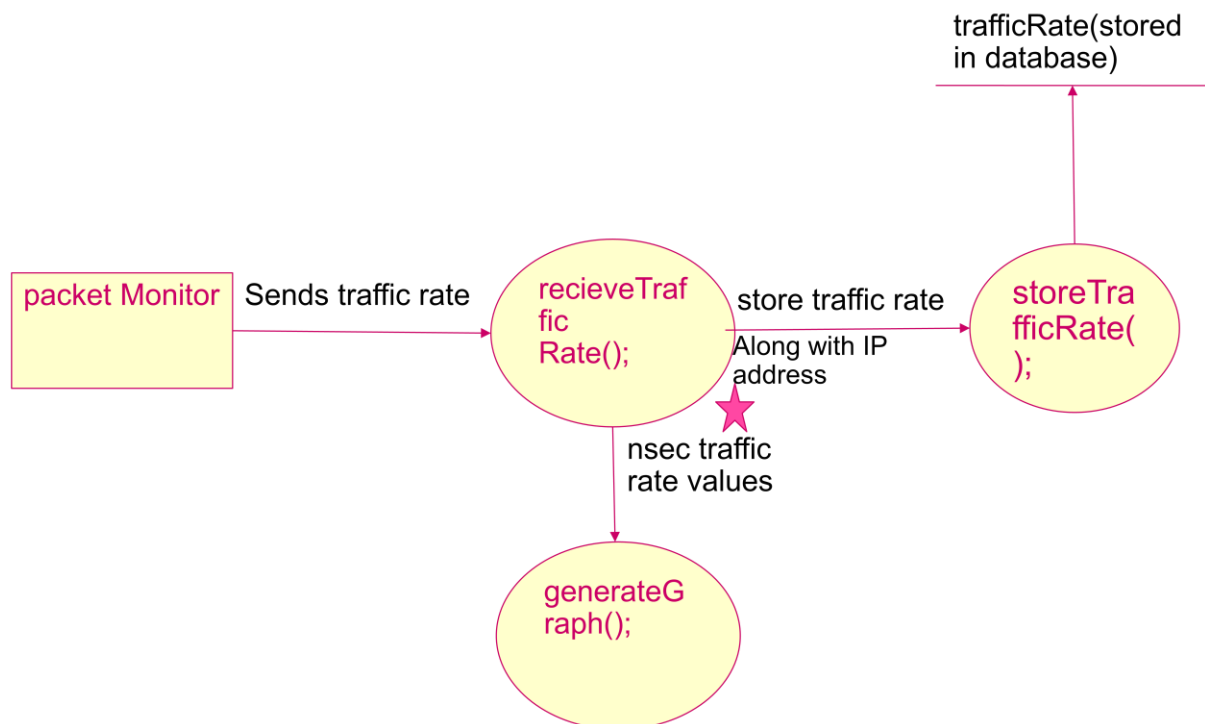 trafficRate(stored
in database)
packet Monitor
Sends traffic rate
recieveTraf
fic
Rate();
store traffic rate
Along with IP
address
storeTra
fficRate(
);
nsec traffic
rate values
generateG
raph();